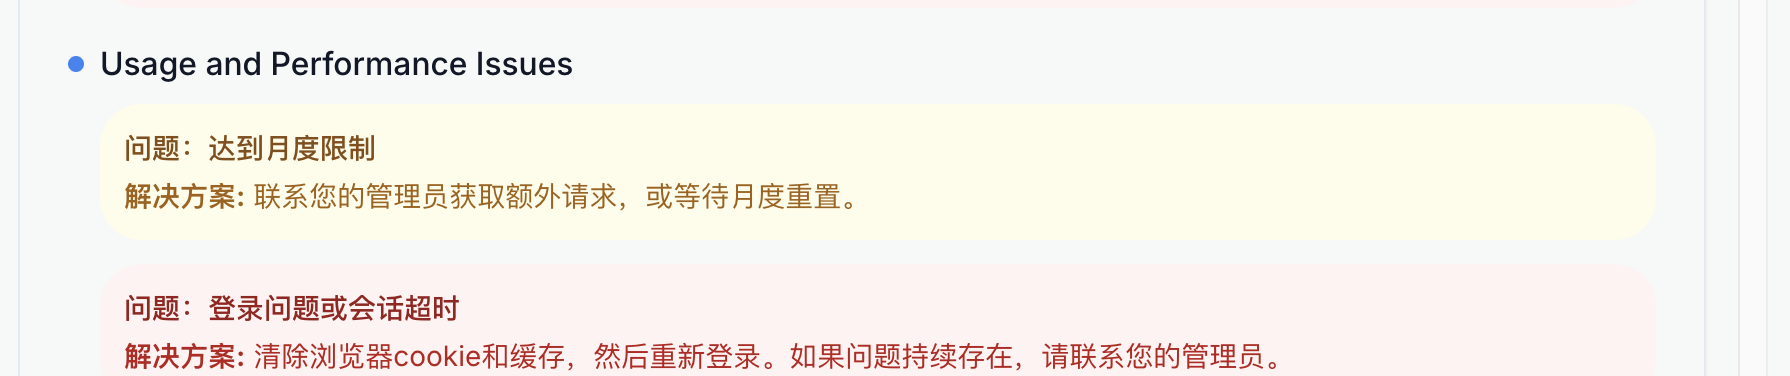 Usage and Performance Issues
问题：达到月度限制
解决方案: 联系您的管理员获取额外请求，或等待月度重置。
问题：登录问题或会话超时
解决方案: 清除浏览器cookie和缓存，然后重新登录。如果问题持续存在，请联系您的管理员。